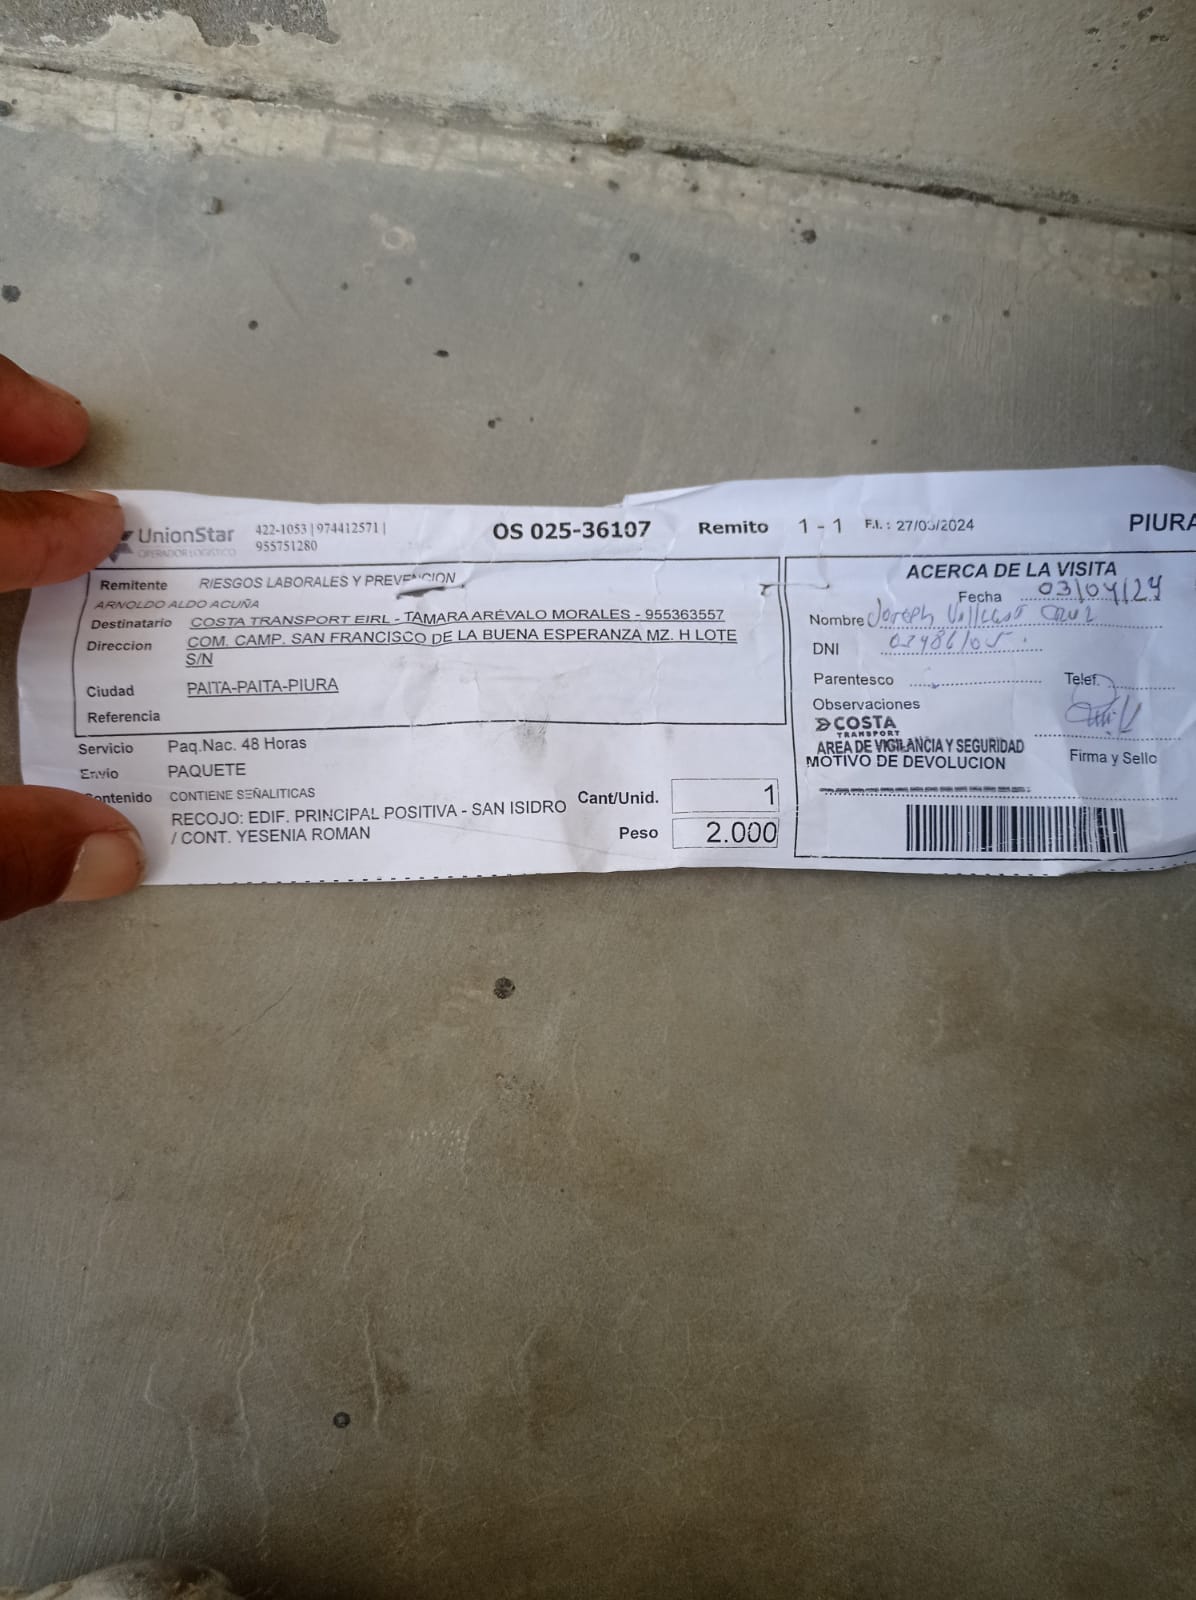 UnionStar
OPERADOR LOGISTICO
422-1053 | 974412571 |
955751280
OS 025-36107
Remito 1 - 1 F.I. : 27/03/2024
PIURA
Remitente RIESGOS LABORALES Y PREVENCION
ARNOLDO ALDO ACUÑA
Destinatario COSTA TRANSPORT EIRL - TAMARA ARÉVALO MORALES - 955363557
Direccion COM. CAMP. SAN FRANCISCO DE LA BUENA ESPERANZA MZ. H LOTE
S/N
Ciudad PAITA-PAITA-PIURA
Referencia
Servicio Paq.Nac. 48 Horas
Envio PAQUETE
Contenido CONTIENE SEÑALITICAS
RECOJO: EDIF. PRINCIPAL POSITIVA - SAN ISIDRO
/ CONT. YESENIA ROMAN
Cant/Unid. 1
Peso 2.000
ACERCA DE LA VISITA
Fecha 03/04/24
Nombre Joseph Cruz
DNI
Parentesco Telef.
Observaciones
COSTA
TRANSPORT
AREA DE VIGILANCIA Y SEGURIDAD
MOTIVO DE DEVOLUCION
Firma y Sello